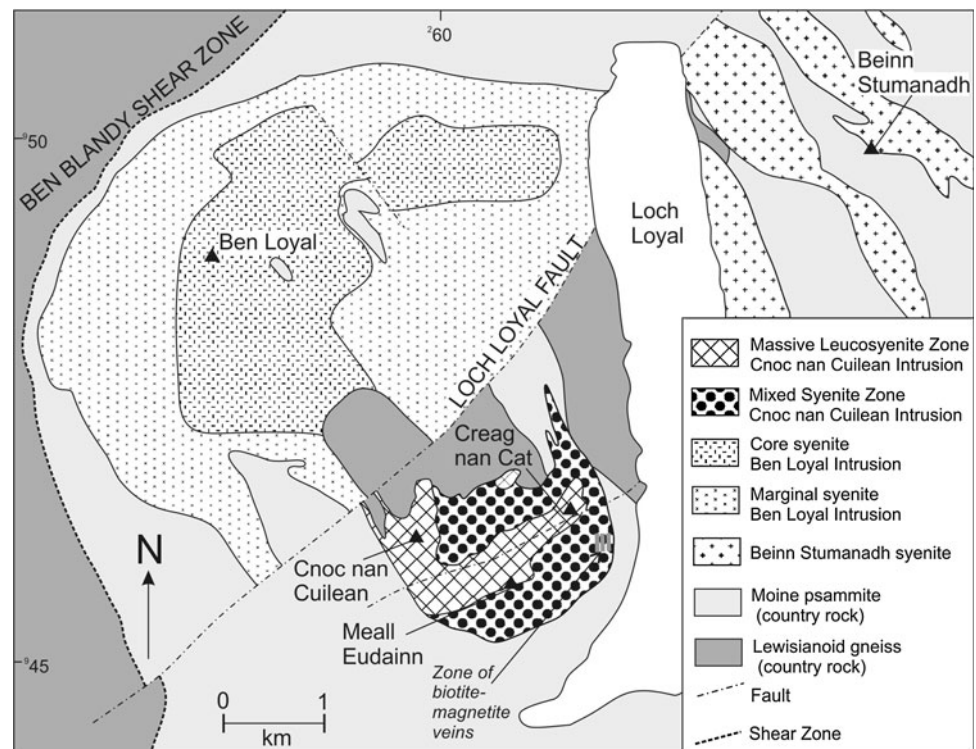 ²60
Beinn
Stumanadh
BEN BLANDY SHEAR ZONE
⁹50
Loch
Loyal
Ben Loyal
LOCH LOYAL FAULT
Creag
nan Cat
N
Cnoc nan
Cuilean
Meall
Eudainn
⁹45
Zone of
biotite-
magnetite
veins
0 1
km
Massive Leucosyenite Zone
Cnoc nan Cuilean Intrusion
Mixed Syenite Zone
Cnoc nan Cuilean Intrusion
Core syenite
Ben Loyal Intrusion
Marginal syenite
Ben Loyal Intrusion
Beinn Stumanadh syenite
Moine psammite
(country rock)
Lewisianoid gneiss
(country rock)
Fault
Shear Zone